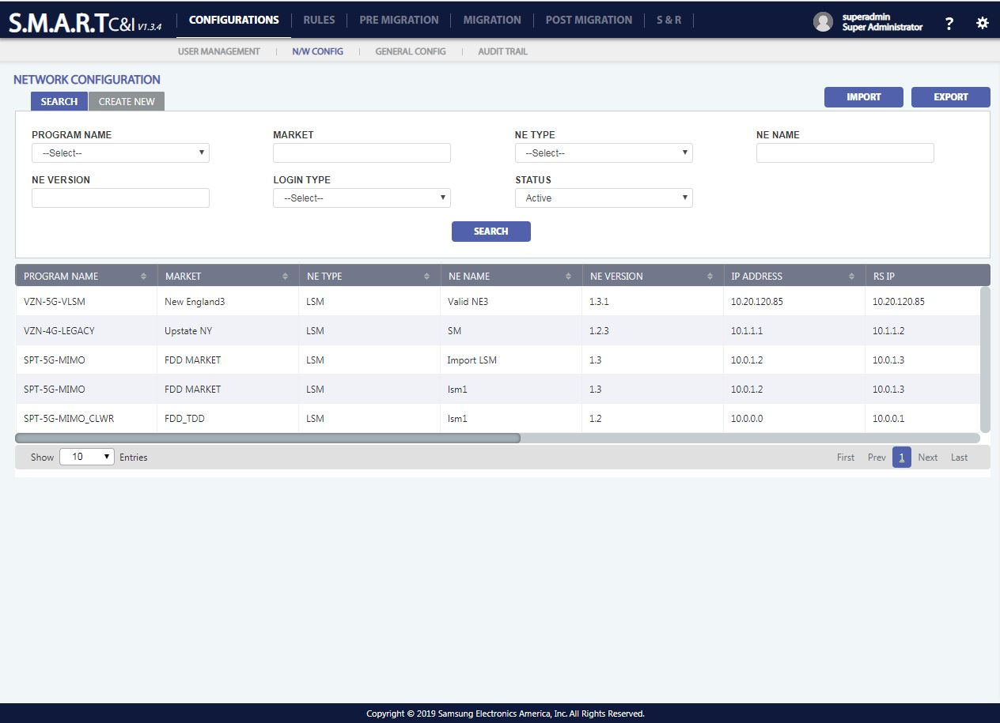 S.M.A.R.T C&I V1.3.4
CONFIGURATIONS RULES PRE MIGRATION MIGRATION POST MIGRATION S & R
superadmin
Super Administrator
?
USER MANAGEMENT N/W CONFIG GENERAL CONFIG AUDIT TRAIL
NETWORK CONFIGURATION
SEARCH CREATE NEW IMPORT EXPORT
PROGRAM NAME MARKET NE TYPE NE NAME
--Select-- --Select--
NE VERSION LOGIN TYPE STATUS
--Select-- Active
SEARCH
PROGRAM NAME MARKET NE TYPE NE NAME NE VERSION IP ADDRESS RS IP
VZN-5G-VLSM New England3 LSM Valid NE3 1.3.1 10.20.120.85 10.20.120.85
VZN-4G-LEGACY Upstate NY LSM SM 1.2.3 10.1.1.1 10.1.1.2
SPT-5G-MIMO FDD MARKET LSM Import LSM 1.3 10.0.1.2 10.0.1.3
SPT-5G-MIMO FDD MARKET LSM lsm1 1.3 10.0.1.2 10.0.1.3
SPT-5G-MIMO_CLWR FDD_TDD LSM lsm1 1.2 10.0.0.0 10.0.0.1
Show 10 Entries First Prev 1 Next Last
Copyright © 2019 Samsung Electronics America, Inc. All Rights Reserved.